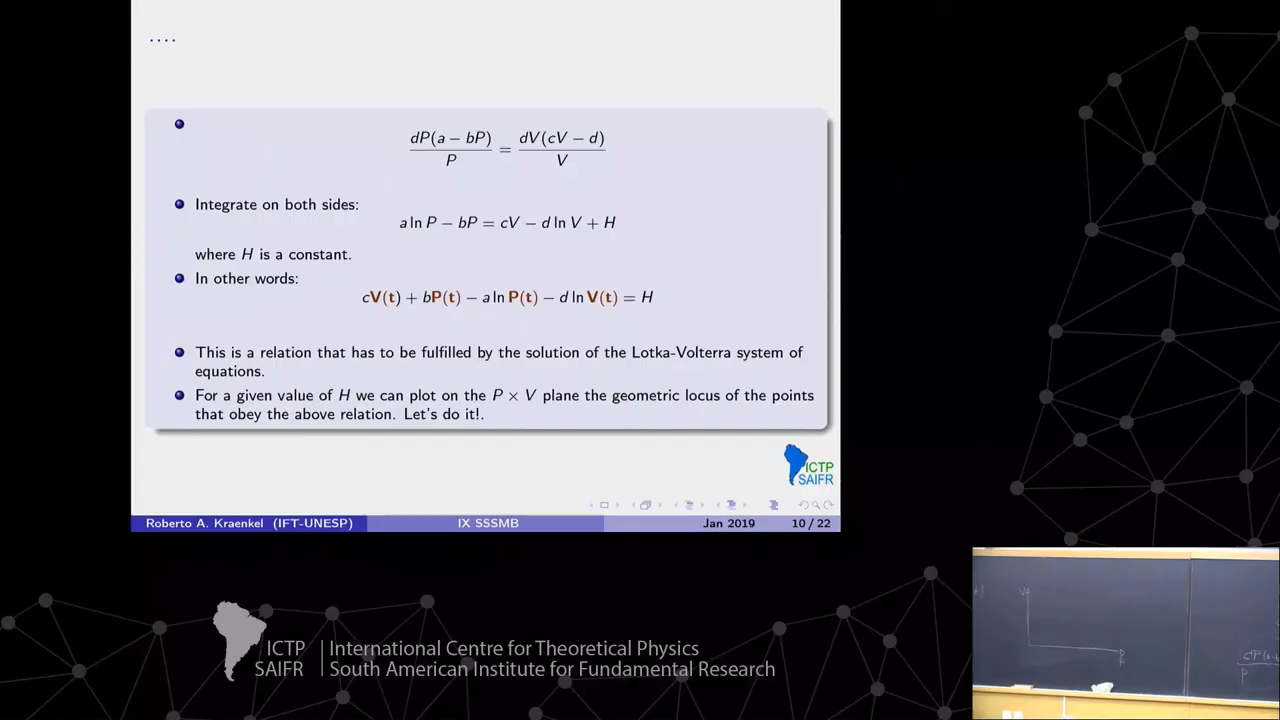 ....
dP(a − bP)/P = dV(cV − d)/V
Integrate on both sides:
a ln P − bP = cV − d ln V + H
where H is a constant.
In other words:
cV(t) + bP(t) − a ln P(t) − d ln V(t) = H
This is a relation that has to be fulfilled by the solution of the Lotka-Volterra system of
equations.
For a given value of H we can plot on the P × V plane the geometric locus of the points
that obey the above relation. Let's do it!.
ICTP
SAIFR
Roberto A. Kraenkel (IFT-UNESP) IX SSSMB Jan 2019 10 / 22
ICTP
SAIFR
International Centre for Theoretical Physics
South American Institute for Fundamental Research
V
P